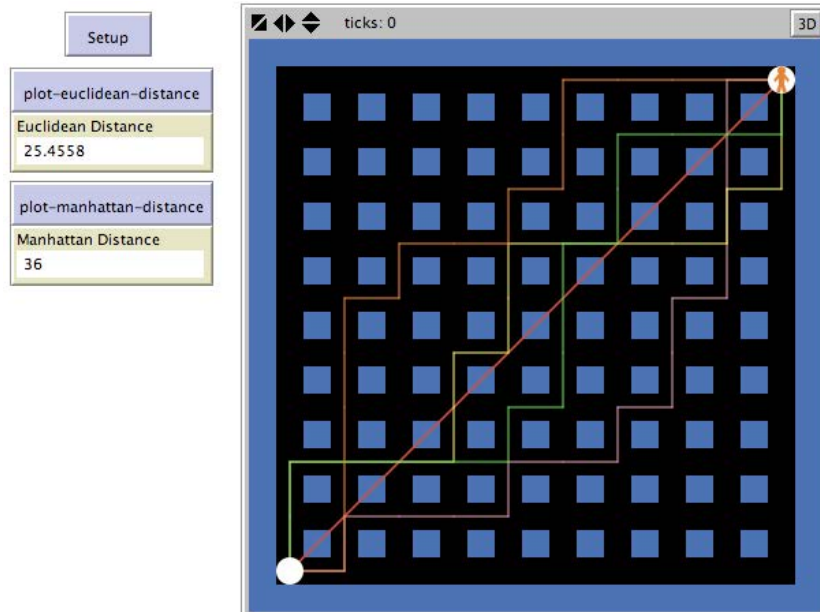 Setup
plot-euclidean-distance
Euclidean Distance
25.4558
plot-manhattan-distance
Manhattan Distance
36
ticks: 0
3D